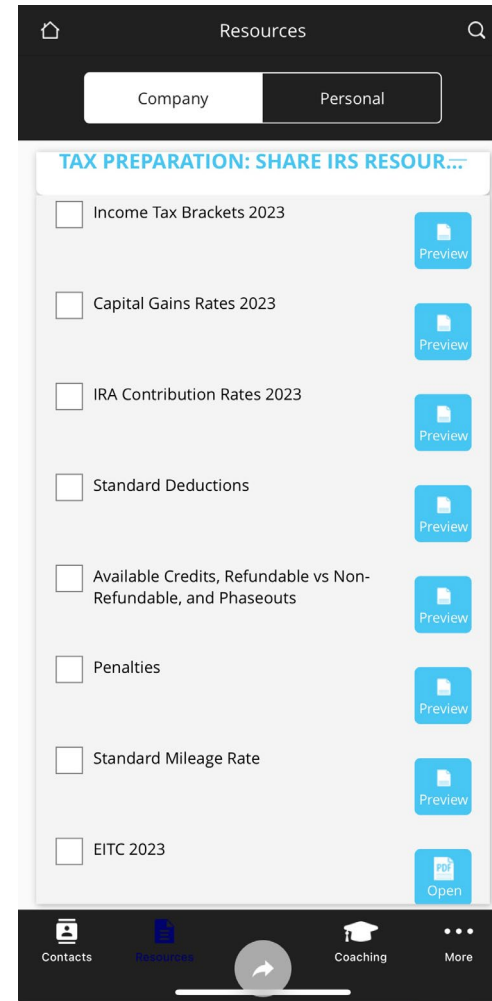 Resources
Company
Personal
TAX PREPARATION: SHARE IRS RESOUR...
Income Tax Brackets 2023
Preview
Capital Gains Rates 2023
Preview
IRA Contribution Rates 2023
Preview
Standard Deductions
Preview
Available Credits, Refundable vs Non-
Refundable, and Phaseouts
Preview
Penalties
Preview
Standard Mileage Rate
Preview
EITC 2023
PDF
Open
Contacts
Resources
Coaching
More